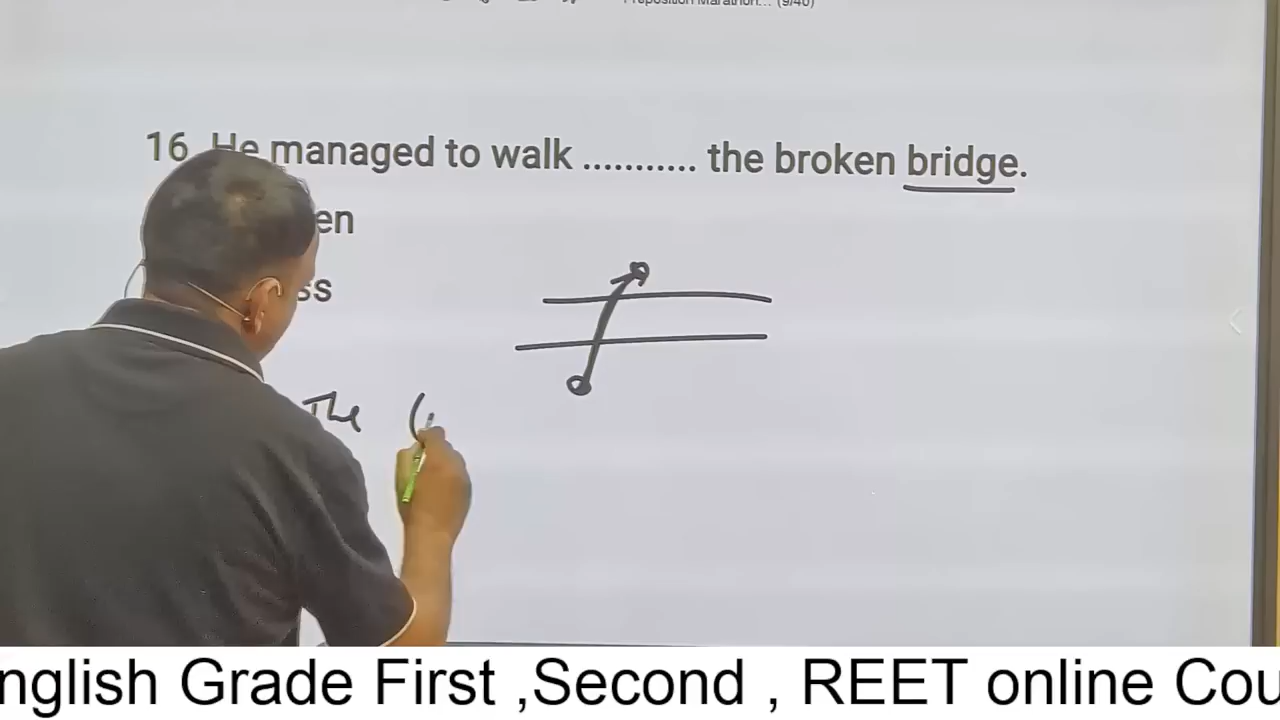 Preposition Marathon... (9/40)
16. He managed to walk ........... the broken bridge.
en
ss
The
nglish Grade First ,Second , REET online Cou